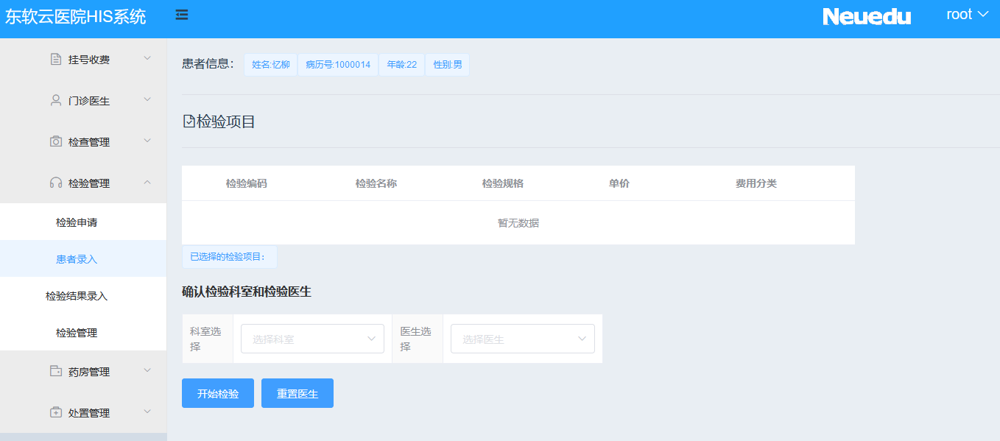 东软云医院HIS系统
Neuedu
root
挂号收费
门诊医生
检查管理
检验管理
检验申请
患者录入
检验结果录入
检验管理
药房管理
处置管理
患者信息：
姓名:忆柳
病历号:1000014
年龄:22
性别:男
检验项目
检验编码 检验名称 检验规格 单价 费用分类
暂无数据
已选择的检验项目：
确认检验科室和检验医生
科室选
择
选择科室
医生选
择
选择医生
开始检验
重置医生